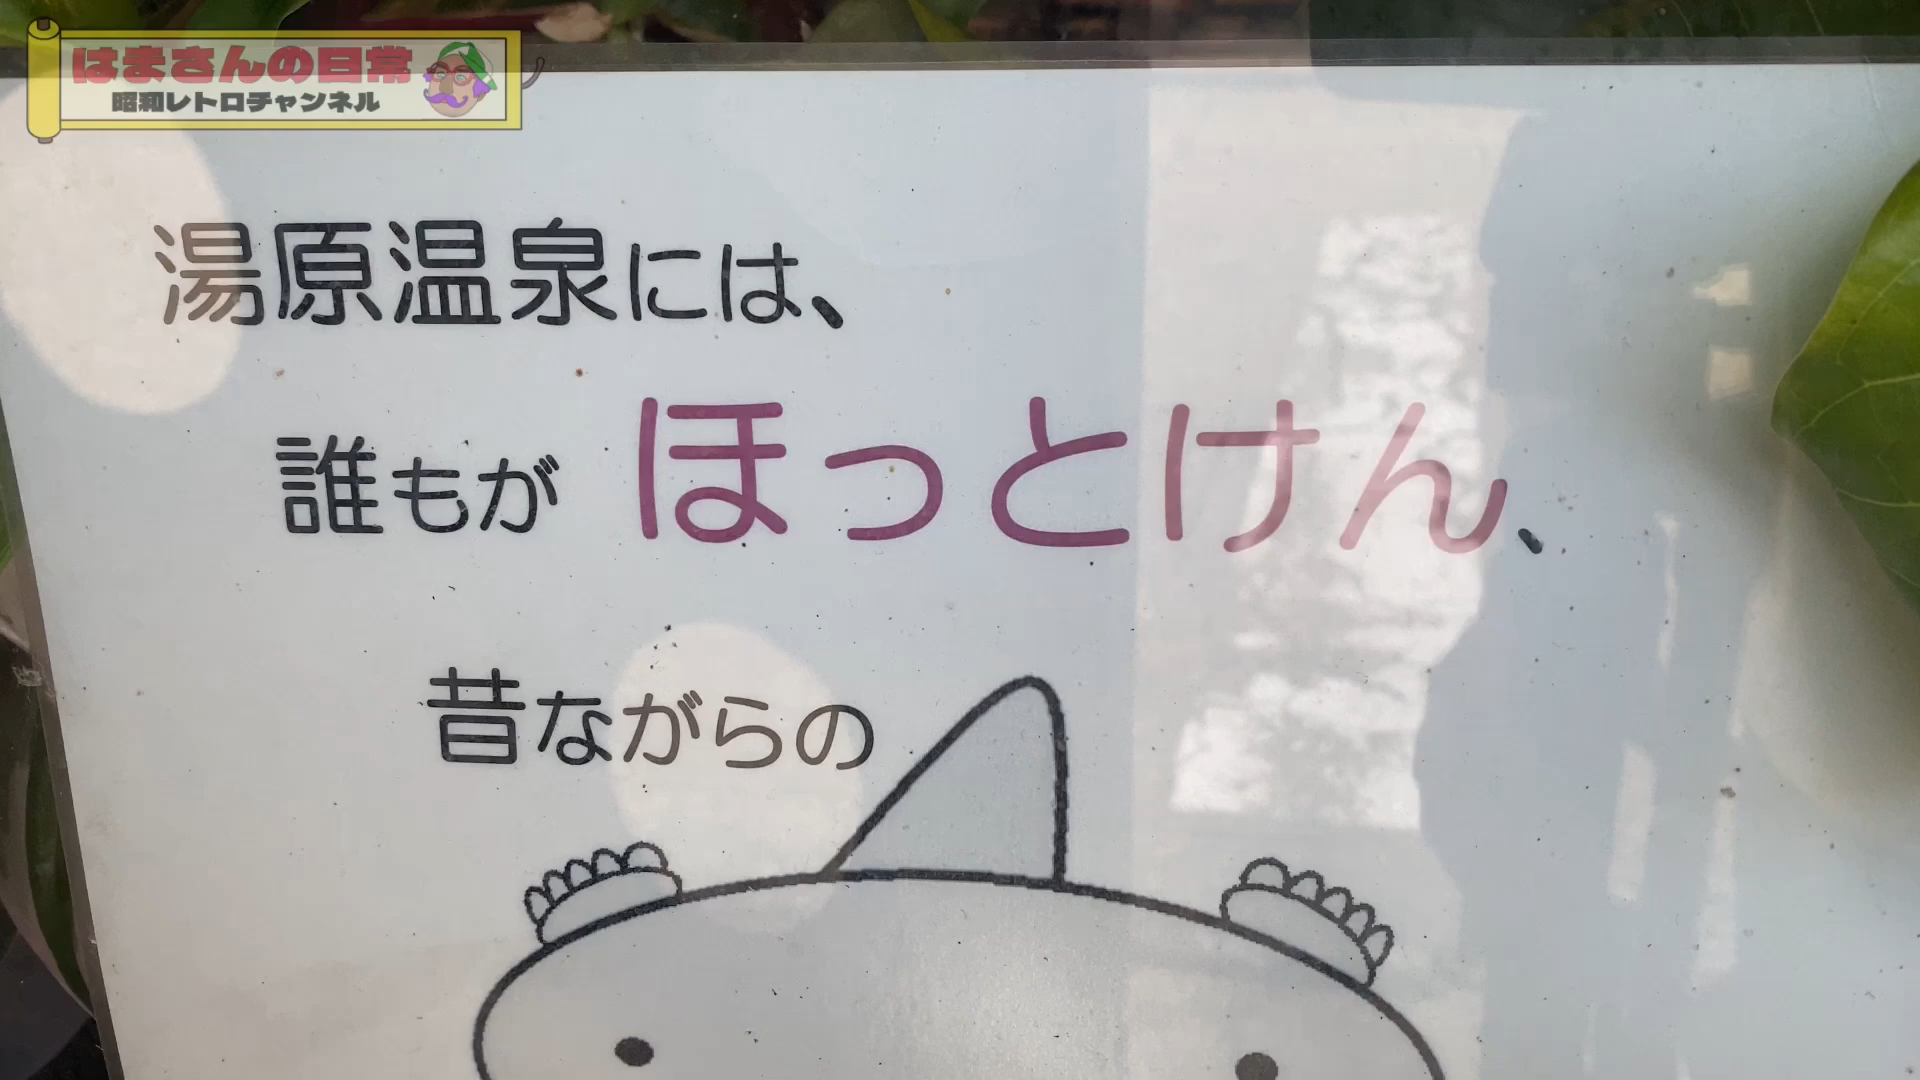 はまさんの日常
昭和レトロチャンネル
湯原温泉には、
誰もが ほっとけん、
昔ながらの